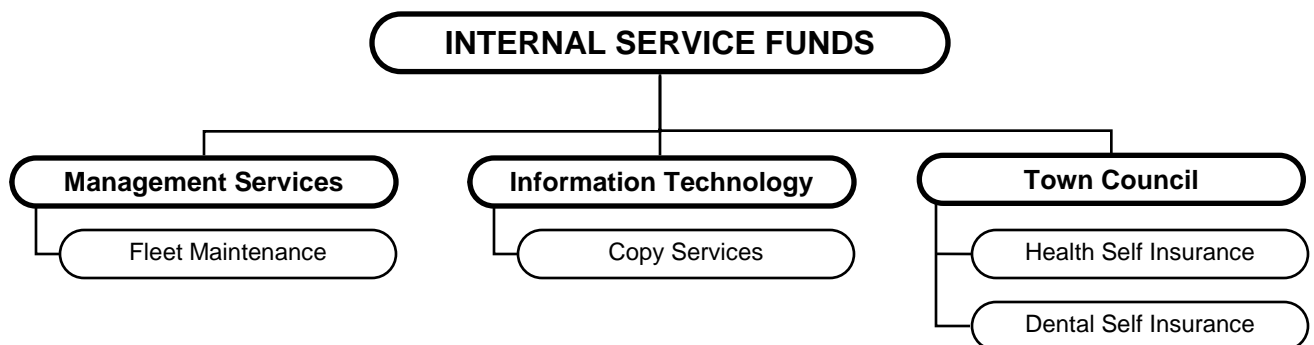 INTERNAL SERVICE FUNDS
Management Services
Information Technology
Town Council
Fleet Maintenance
Copy Services
Health Self Insurance
Dental Self Insurance